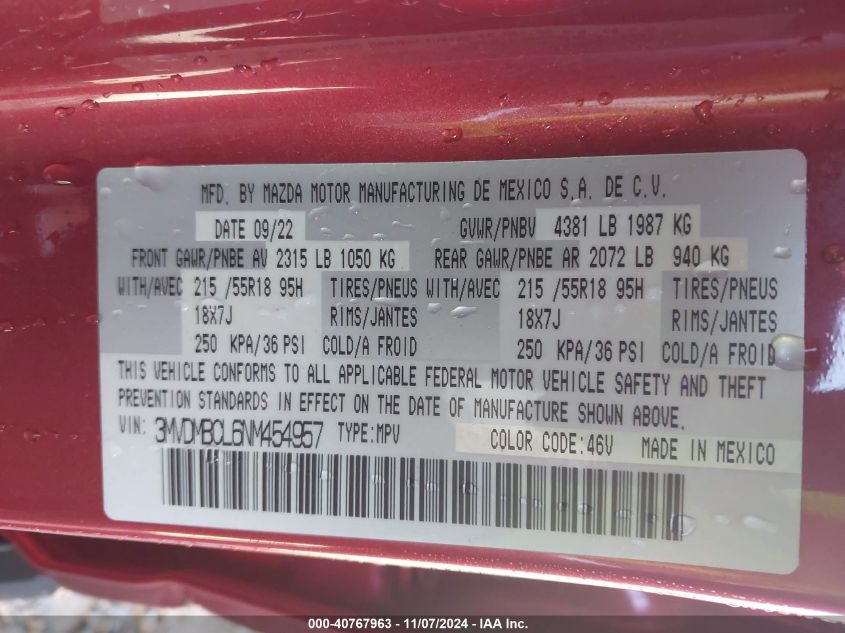 MFD. BY MAZDA MOTOR MANUFACTURING DE MEXICO S.A. DE C.V.
DATE 09/22 GVWR/PNBV 4381 LB 1987 KG
FRONT GAWR/PNBE AV 2315 LB 1050 KG REAR GAWR/PNBE AR 2072 LB 940 KG
WITH/AVEC 215 /55R18 95H TIRES/PNEUS WITH/AVEC 215 /55R18 95H TIRES/PNEUS
18X7J RIMS/JANTES 18X7J RIMS/JANTES
250 KPA/36 PSI COLD/A FROID 250 KPA/36 PSI COLD/A FROID
THIS VEHICLE CONFORMS TO ALL APPLICABLE FEDERAL MOTOR VEHICLE SAFETY AND THEFT
PREVENTION STANDARDS IN EFFECT ON THE DATE OF MANUFACTURE SHOWN ABOVE.
VIN: 3MVDMBCL6NM454957 TYPE:MPV COLOR CODE:46V MADE IN MEXICO
000-40767963 - 11/07/2024 - IAA Inc.